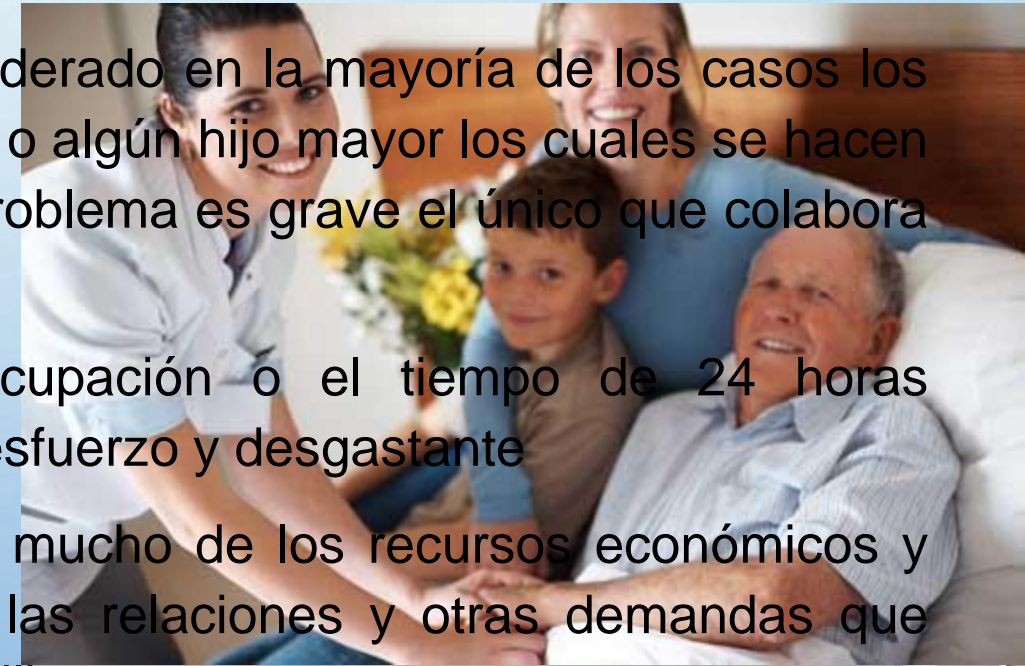 derado en la mayoría de los casos los
o algún hijo mayor los cuales se hacen
roblema es grave el único que colabora
cupación o el tiempo de 24 horas
esfuerzo y desgastante
mucho de los recursos económicos y
las relaciones y otras demandas que